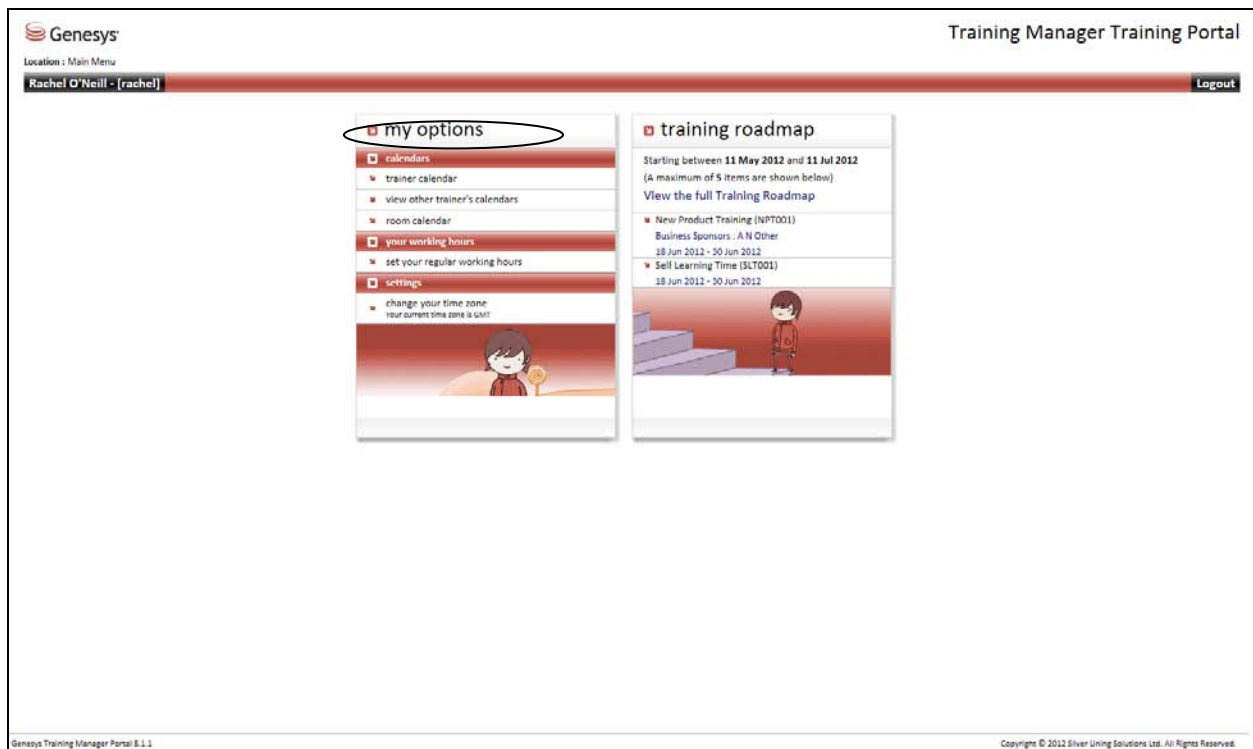 Genesys
Training Manager Training Portal
Location : Main Menu
Rachel O'Neill - [rachel]
Logout
my options
calendars
trainer calendar
view other trainer's calendars
room calendar
your working hours
set your regular working hours
settings
change your time zone
Your current time zone is GMT
training roadmap
Starting between 11 May 2012 and 11 Jul 2012
(A maximum of 5 items are shown below)
View the full Training Roadmap
New Product Training (NPT001)
Business Sponsors : A N Other
18 Jun 2012 - 30 Jun 2012
Self Learning Time (SLT001)
18 Jun 2012 - 30 Jun 2012
Genesys Training Manager Portal 8.1.1
Copyright © 2012 Silver Lining Solutions Ltd. All Rights Reserved.